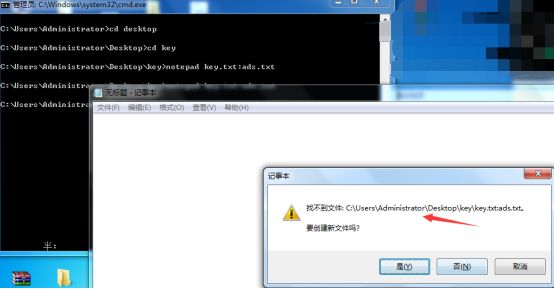 管理员: C:\Windows\system32\cmd.exe
C:\Users\Administrator>cd desktop
C:\Users\Administrator\Desktop>cd key
C:\Users\Administrator\Desktop\key>notepad key.txt:ads.txt
C:\Users\Administrator
C:\Users\Administrator
无标题 - 记事本
文件(F) 编辑(E) 格式(O) 查看(V) 帮助(H)
记事本
找不到文件: C:\Users\Administrator\Desktop\key\key.txt:ads.txt。
要创建新文件吗?
是(Y) 否(N) 取消
半: